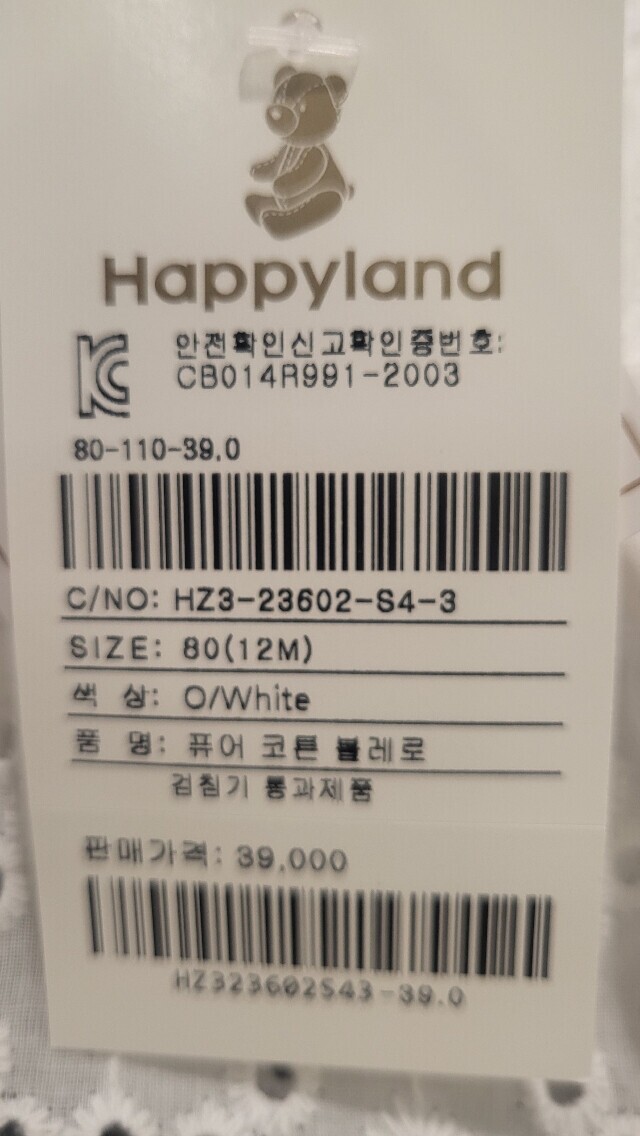 Happyland
안전확인신고확인증번호:
CB014R991-2003
80-110-39.0
C/NO: HZ3-23602-S4-3
SIZE: 80(12M)
색 상: O/White
품 명: 퓨어 코튼 볼레로
검침기 통과제품
판매가격: 39,000
HZ323602S43-39.0